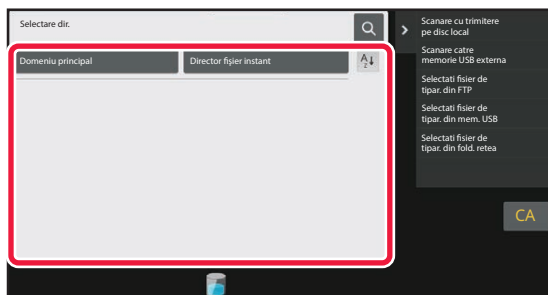 Selectare dir.
Domeniu principal
Director fișier instant
A
z
Scanare cu trimitere
pe disc local
Scanare catre
memorie USB externa
Selectati fisier de
tipar. din FTP
Selectati fisier de
tipar. din mem. USB
Selectati fisier de
tipar. din fold. retea
CA